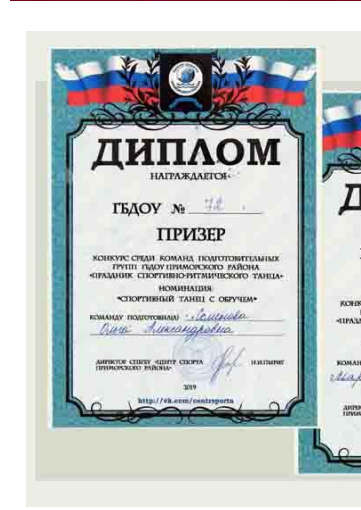 ДИПЛОМ
НАГРАЖДАЕТСЯ
ГБДОУ № 72
ПРИЗЕР
КОНКУРС СРЕДИ КОМАНД ПОДГОТОВИТЕЛЬНЫХ
ГРУПП ГБДОУ ПРИМОРСКОГО РАЙОНА
«ПРАЗДНИК СПОРТИВНО-РИТМИЧЕСКОГО ТАНЦА»
НОМИНАЦИЯ
«СПОРТИВНЫЙ ТАНЕЦ С ОБРУЧЕМ»
КОМАНДУ ПОДГОТОВИЛ(А)
Ольга Александровна
ДИРЕКТОР СПБГБУ «ЦЕНТР СПОРТА
ПРИМОРСКОГО РАЙОНА»
2019
http://vk.com/centrsporta